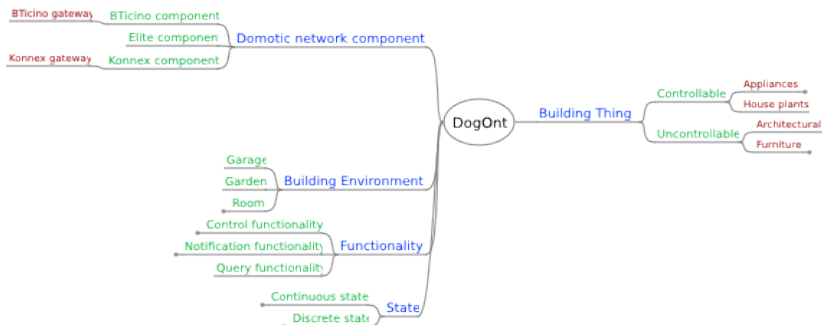 BTicino gateway
BTicino component
Elite componen
Domotic network component
Konnex gateway
Konnex component
DogOnt
Building Thing
Controllable
Appliances
House plants
Uncontrollable
Architectural
Furniture
Garage
Garden
Room
Building Environment
Control functionality
Notification functionality
Query functionality
Functionality
Continuous state
Discrete state
State